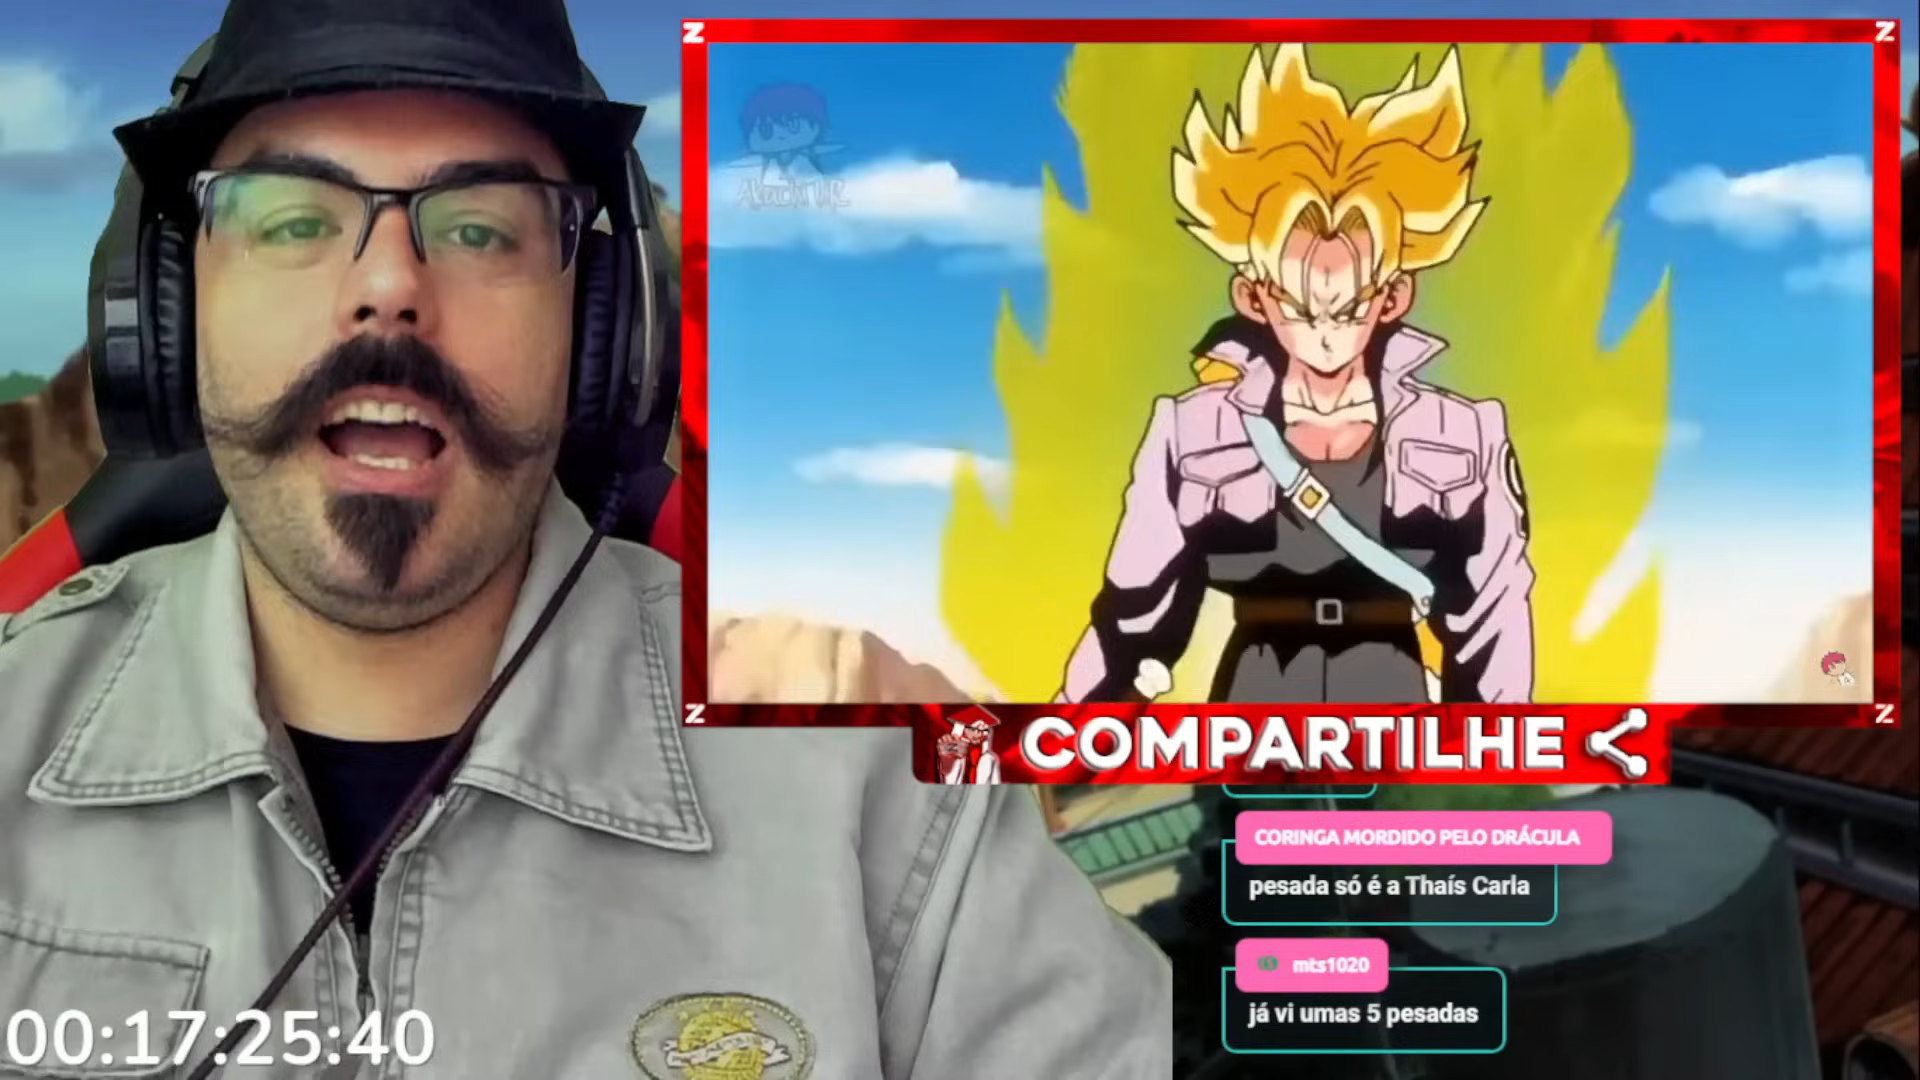 Z
Z
Z
Z
COMPARTILHE
CORINGA MORDIDO PELO DRÁCULA
pesada só é a Thaís Carla
mts1020
já vi umas 5 pesadas
00:17:25:40